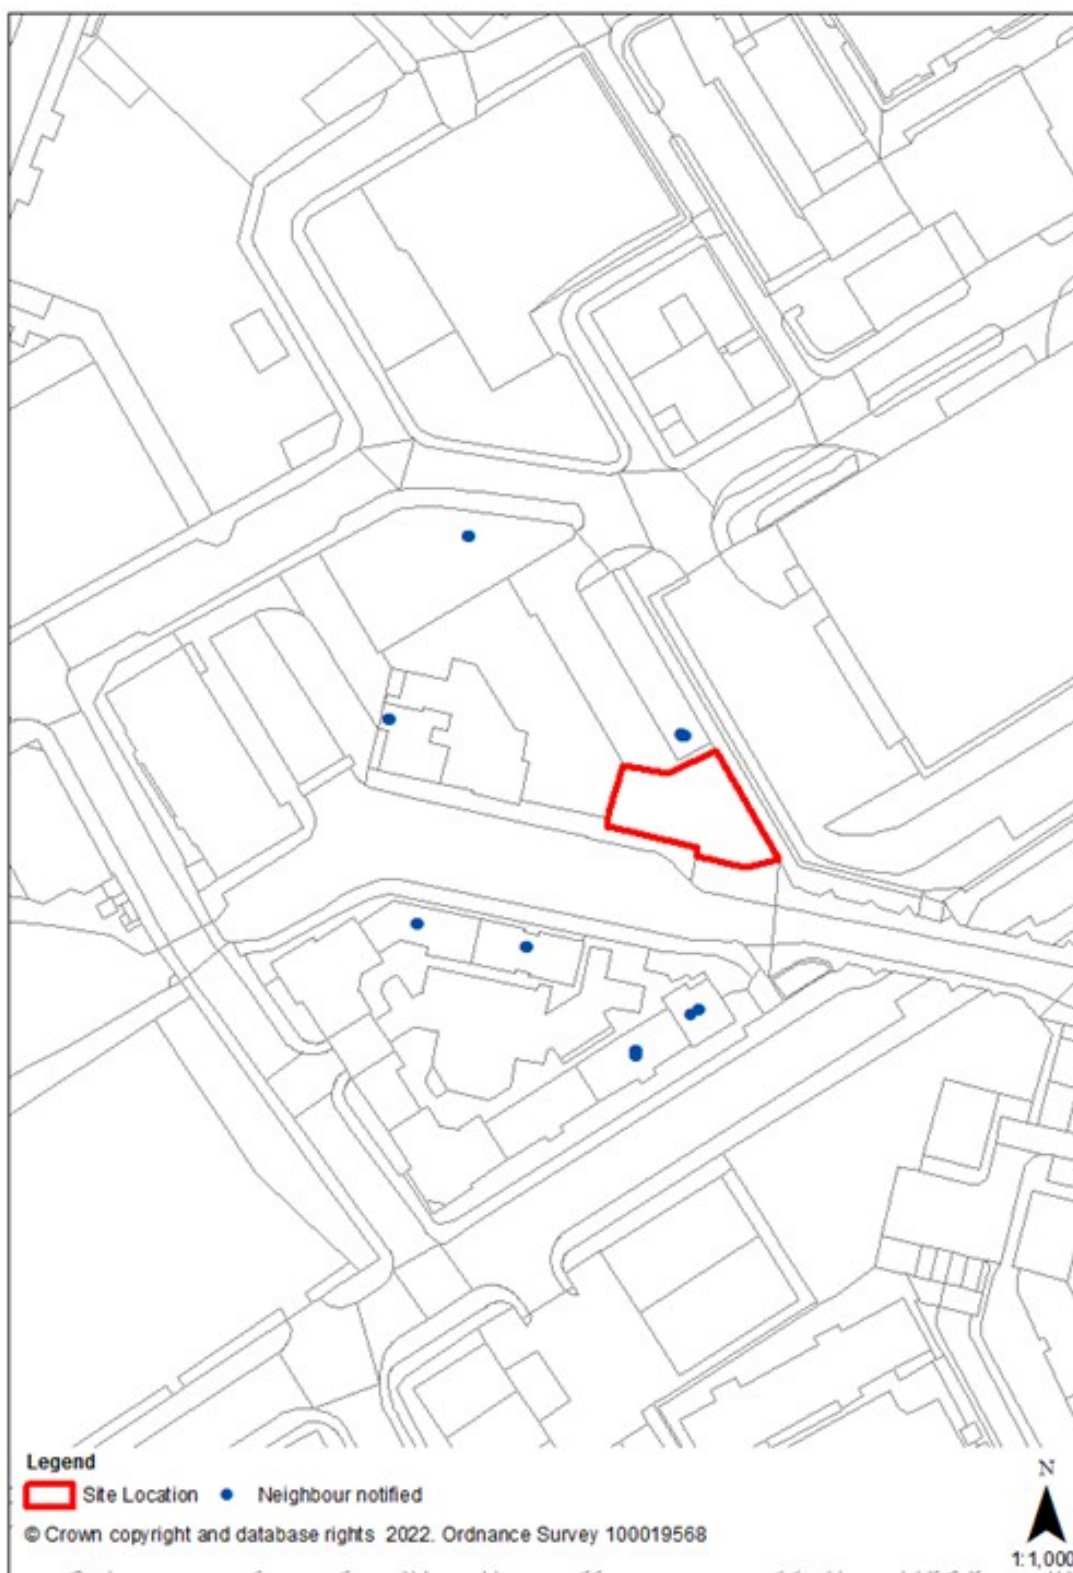 Legend
Site Location
Neighbour notified
© Crown copyright and database rights 2022. Ordnance Survey 100019568
N
1:1,000